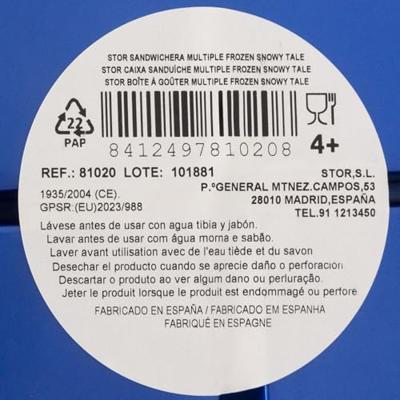 STOR SANDWICHERA MULTIPLE FROZEN SNOWY TALE
STOR CAIXA SANDUÍCHE MULTIPLE FROZEN SNOWY TALE
STOR BOÎTE À GOÛTER MULTIPLE FROZEN SNOWY TALE
22
PAP
8412497810208
4+
REF.: 81020 LOTE: 101881
STOR,S.L.
1935/2004 (CE).
P.ºGENERAL MTNEZ.CAMPOS,53
GPSR:(EU)2023/988
28010 MADRID,ESPAÑA
TEL.91 1213450
Lávese antes de usar con agua tibia y jabón.
Lavar antes de usar com água morna e sabão.
Laver avant utilisation avec de l'eau tiède et du savon
Desechar el producto cuando se aprecie daño o perforación
Descartar o produto ao ver algum dano ou perluração.
Jeter le produit lorsque le produit est endommagé ou perfore
FABRICADO EN ESPAÑA / FABRICADO EM ESPANHA
FABRIQUÉ EN ESPAGNE